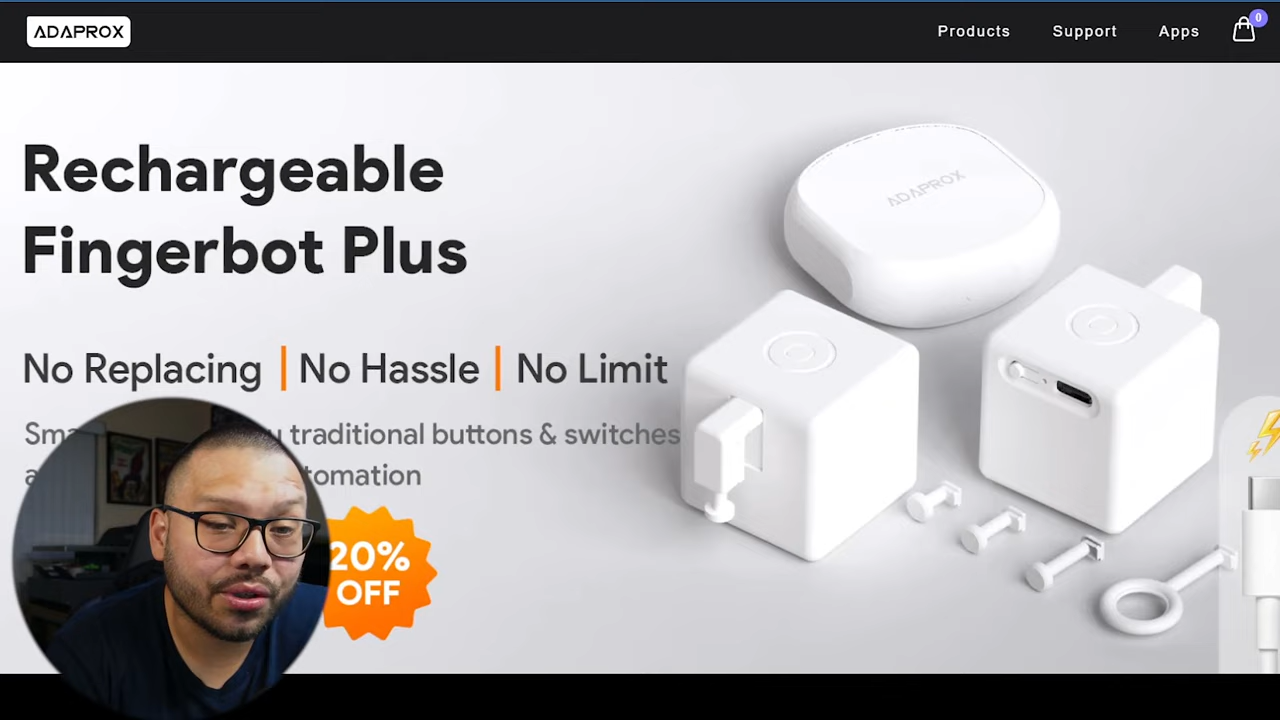 ADAPROX
Products Support Apps 0
Rechargeable
Fingerbot Plus
No Replacing | No Hassle | No Limit
traditional buttons & switches
20%
OFF
ADAPROX